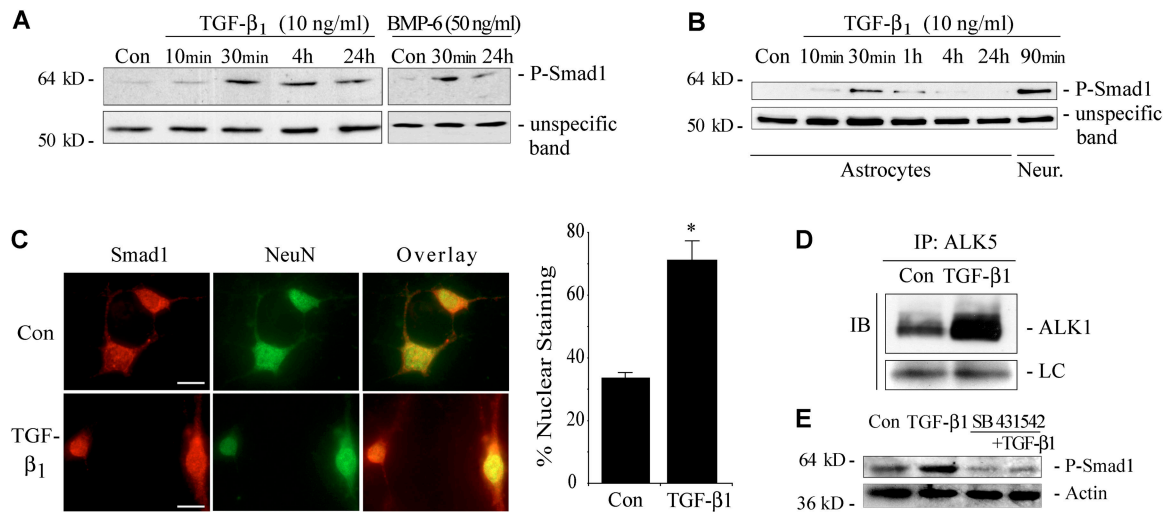 A
TGF-β1 (10 ng/ml)
BMP-6 (50 ng/ml)
Con 10min 30min 4h 24h
Con 30min 24h
64 kD -
- P-Smad1
50 kD -
- unspecific
band
B
TGF-β1 (10 ng/ml)
Con 10min 30min 1h 4h 24h 90min
64 kD -
- P-Smad1
50 kD -
- unspecific
band
Astrocytes
Neur.
C
Smad1 NeuN Overlay
Con
TGF-
β1
% Nuclear Staining
80
60
40
20
0
*
Con TGF-β1
D
IP: ALK5
Con TGF-β1
IB
- ALK1
- LC
E
Con TGF-β1 SB 431542
+TGF-β1
64 kD -
- P-Smad1
36 kD -
- Actin